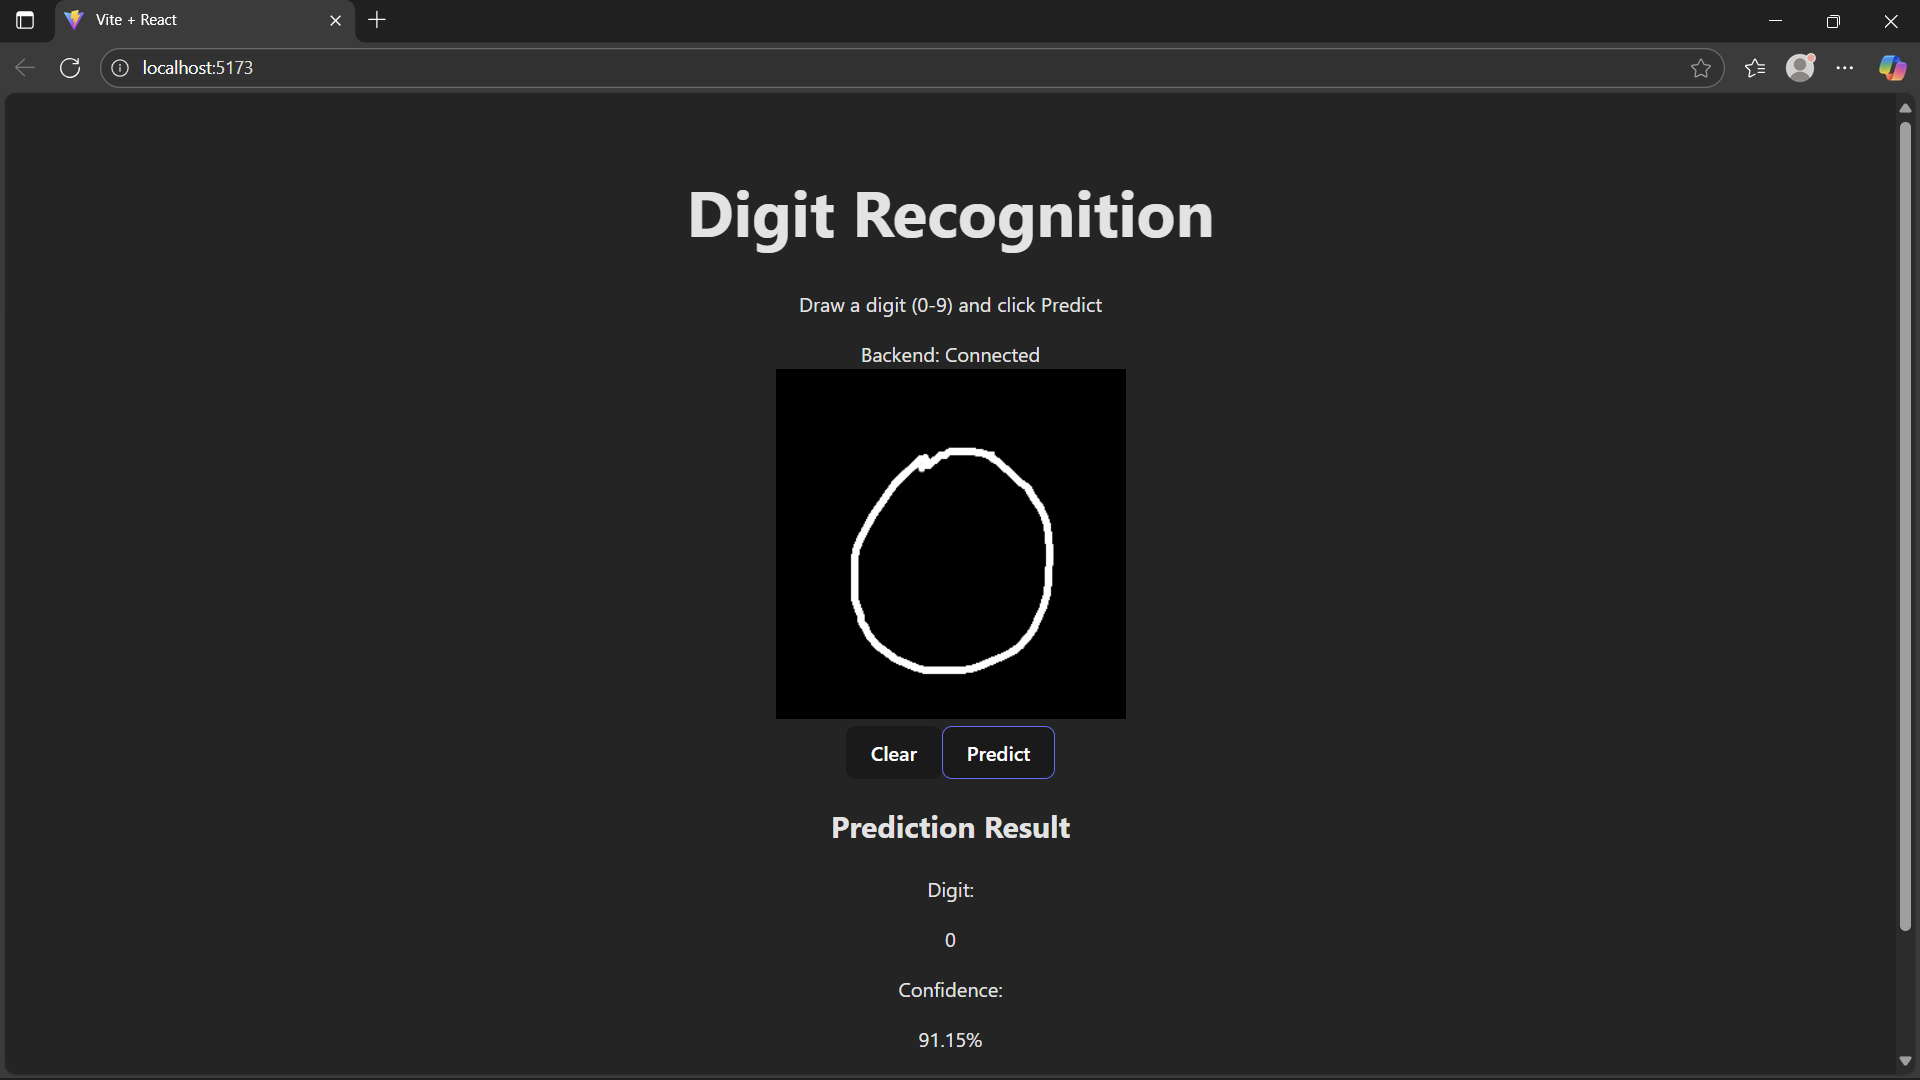 Vite + React
localhost:5173
Digit Recognition
Draw a digit (0-9) and click Predict
Backend: Connected
Clear Predict
Prediction Result
Digit:
0
Confidence:
91.15%